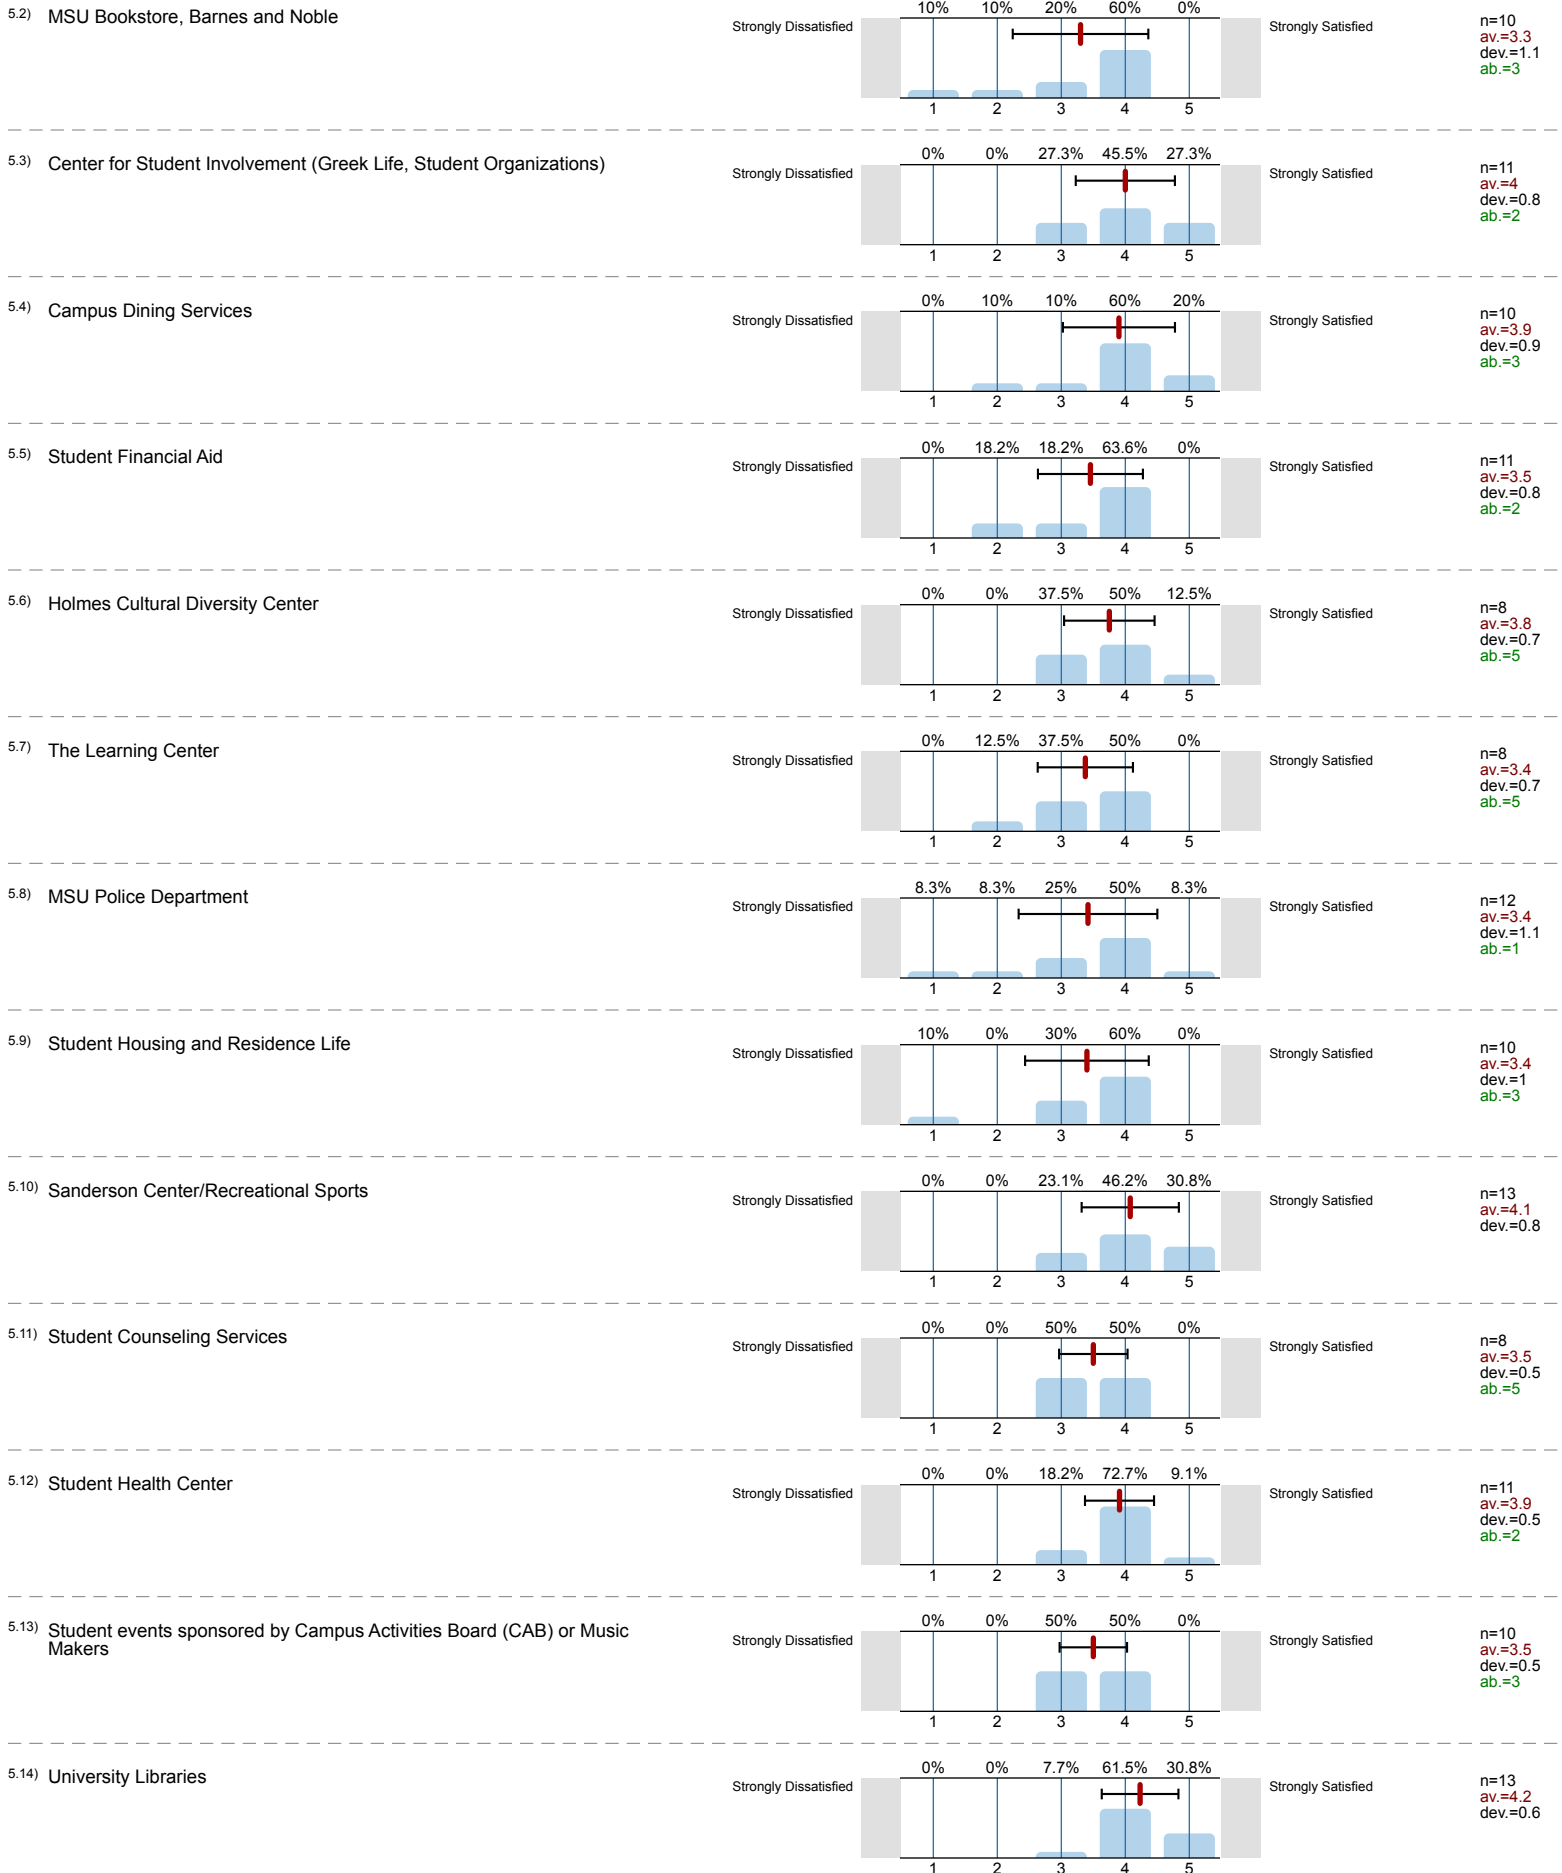 5.2) MSU Bookstore, Barnes and Noble
10% 10% 20% 60% 0%
Strongly Dissatisfied Strongly Satisfied
n=10
av.=3.3
dev.=1.1
ab.=3
1 2 3 4 5
5.3) Center for Student Involvement (Greek Life, Student Organizations)
0% 0% 27.3% 45.5% 27.3%
Strongly Dissatisfied Strongly Satisfied
n=11
av.=4
dev.=0.8
ab.=2
1 2 3 4 5
5.4) Campus Dining Services
0% 10% 10% 60% 20%
Strongly Dissatisfied Strongly Satisfied
n=10
av.=3.9
dev.=0.9
ab.=3
1 2 3 4 5
5.5) Student Financial Aid
0% 18.2% 18.2% 63.6% 0%
Strongly Dissatisfied Strongly Satisfied
n=11
av.=3.5
dev.=0.8
ab.=2
1 2 3 4 5
5.6) Holmes Cultural Diversity Center
0% 0% 37.5% 50% 12.5%
Strongly Dissatisfied Strongly Satisfied
n=8
av.=3.8
dev.=0.7
ab.=5
1 2 3 4 5
5.7) The Learning Center
0% 12.5% 37.5% 50% 0%
Strongly Dissatisfied Strongly Satisfied
n=8
av.=3.4
dev.=0.7
ab.=5
1 2 3 4 5
5.8) MSU Police Department
8.3% 8.3% 25% 50% 8.3%
Strongly Dissatisfied Strongly Satisfied
n=12
av.=3.4
dev.=1.1
ab.=1
1 2 3 4 5
5.9) Student Housing and Residence Life
10% 0% 30% 60% 0%
Strongly Dissatisfied Strongly Satisfied
n=10
av.=3.4
dev.=1
ab.=3
1 2 3 4 5
5.10) Sanderson Center/Recreational Sports
0% 0% 23.1% 46.2% 30.8%
Strongly Dissatisfied Strongly Satisfied
n=13
av.=4.1
dev.=0.8
1 2 3 4 5
5.11) Student Counseling Services
0% 0% 50% 50% 0%
Strongly Dissatisfied Strongly Satisfied
n=8
av.=3.5
dev.=0.5
ab.=5
1 2 3 4 5
5.12) Student Health Center
0% 0% 18.2% 72.7% 9.1%
Strongly Dissatisfied Strongly Satisfied
n=11
av.=3.9
dev.=0.5
ab.=2
1 2 3 4 5
5.13) Student events sponsored by Campus Activities Board (CAB) or Music
Makers
0% 0% 50% 50% 0%
Strongly Dissatisfied Strongly Satisfied
n=10
av.=3.5
dev.=0.5
ab.=3
1 2 3 4 5
5.14) University Libraries
0% 0% 7.7% 61.5% 30.8%
Strongly Dissatisfied Strongly Satisfied
n=13
av.=4.2
dev.=0.6
1 2 3 4 5